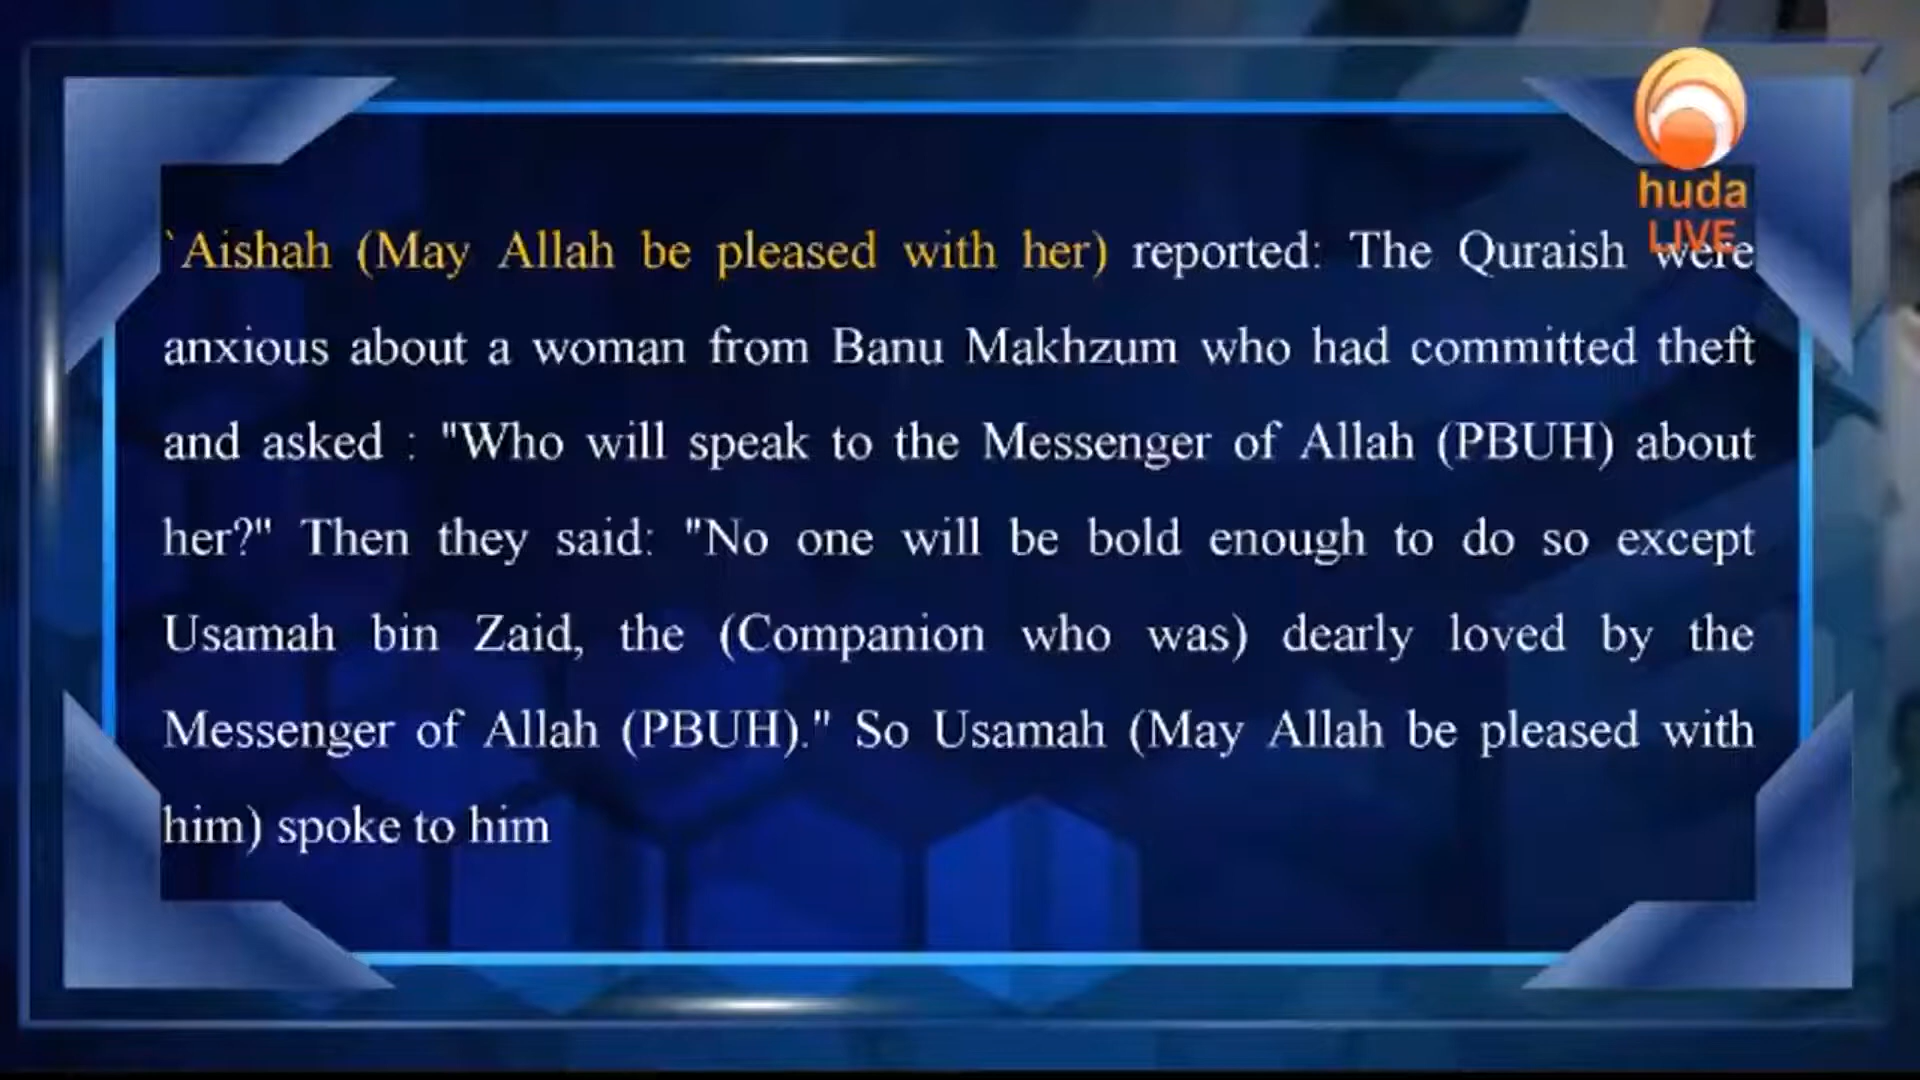 huda
LIVE
`Aishah (May Allah be pleased with her) reported: The Quraish were
anxious about a woman from Banu Makhzum who had committed theft
and asked : "Who will speak to the Messenger of Allah (PBUH) about
her?" Then they said: "No one will be bold enough to do so except
Usamah bin Zaid, the (Companion who was) dearly loved by the
Messenger of Allah (PBUH)." So Usamah (May Allah be pleased with
him) spoke to him